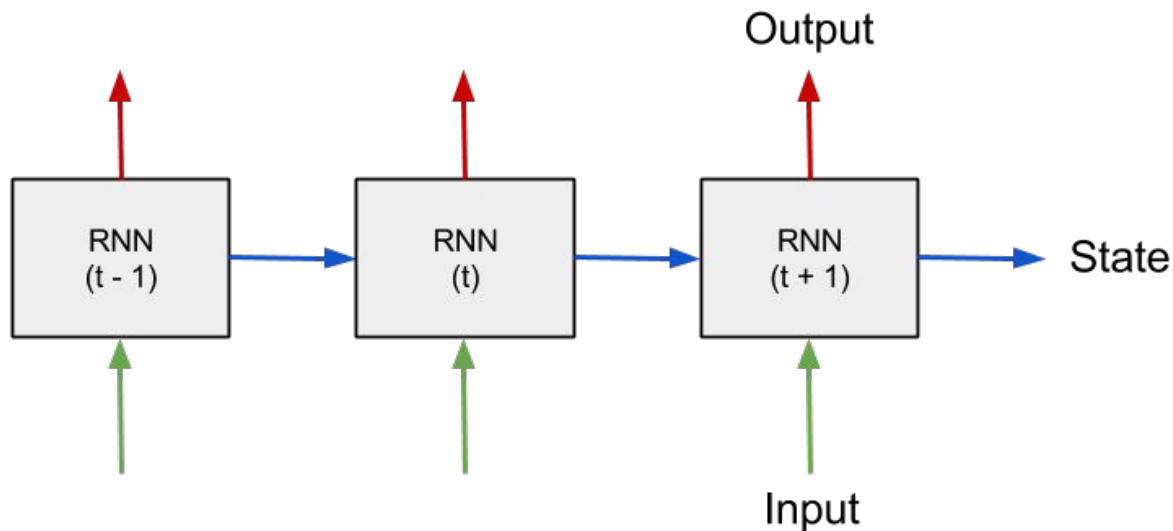 Output
RNN
(t - 1)
RNN
(t)
RNN
(t + 1)
State
Input